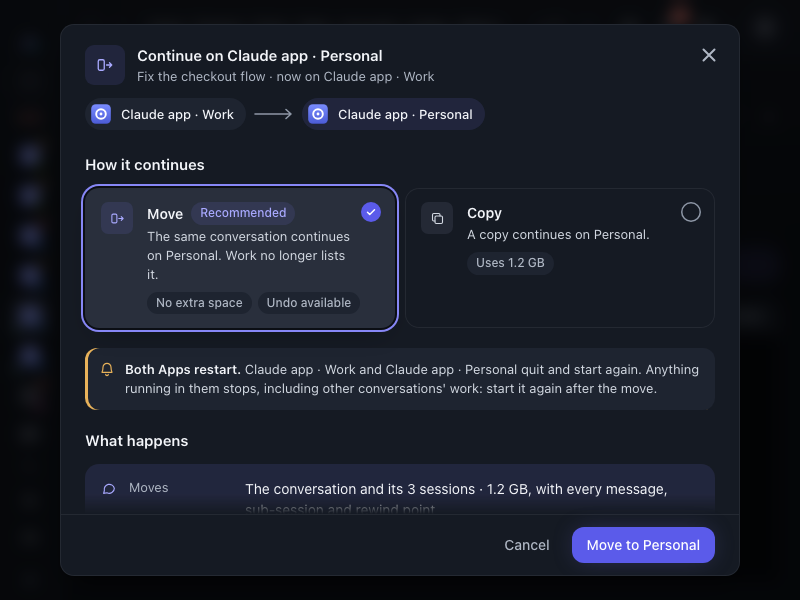 Continue on Claude app · Personal
Fix the checkout flow · now on Claude app · Work
Claude app · Work
Claude app · Personal
How it continues
Move
Recommended
The same conversation continues
on Personal. Work no longer lists
it.
No extra space
Undo available
Copy
A copy continues on Personal.
Uses 1.2 GB
Both Apps restart. Claude app · Work and Claude app · Personal quit and start again. Anything
running in them stops, including other conversations' work: start it again after the move.
What happens
Moves
The conversation and its 3 sessions · 1.2 GB, with every message,
sub-session and rewind point
Cancel
Move to Personal